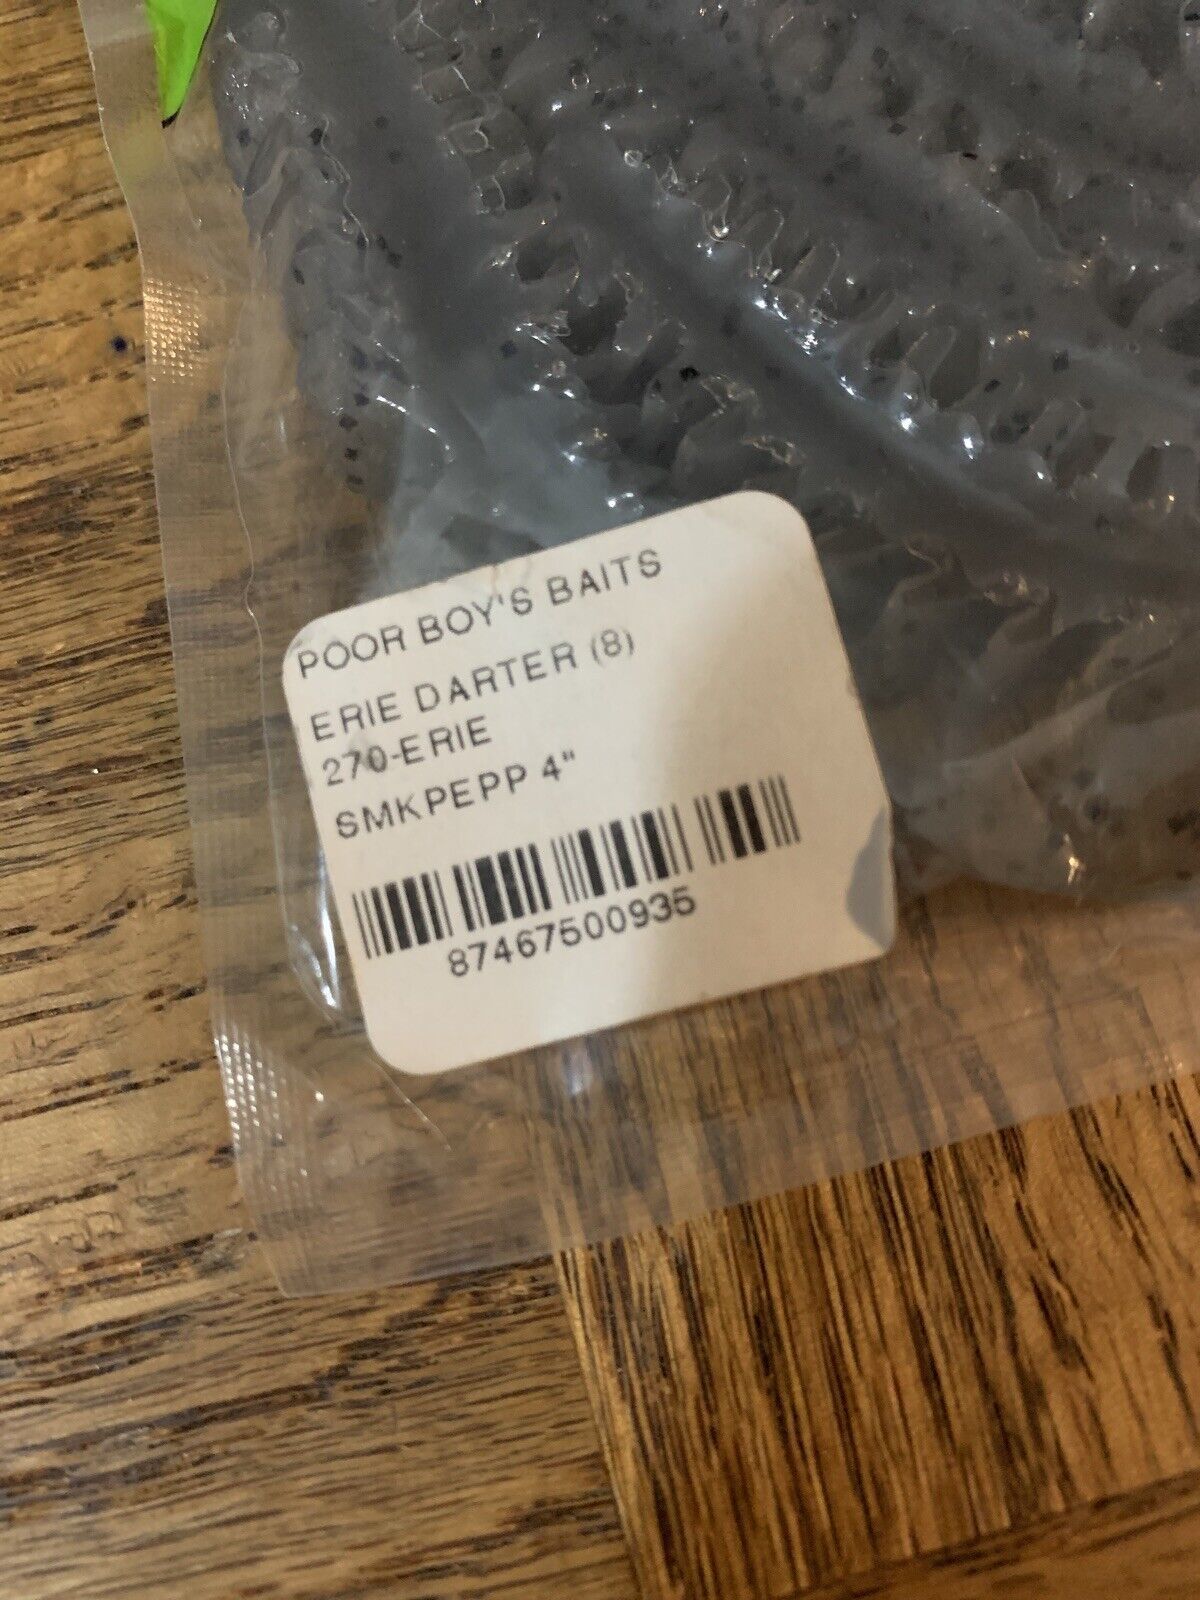 POOR BOY'S BAITS
ERIE DARTER (8)
270-ERIE
SMKPEPP 4"
87467500935